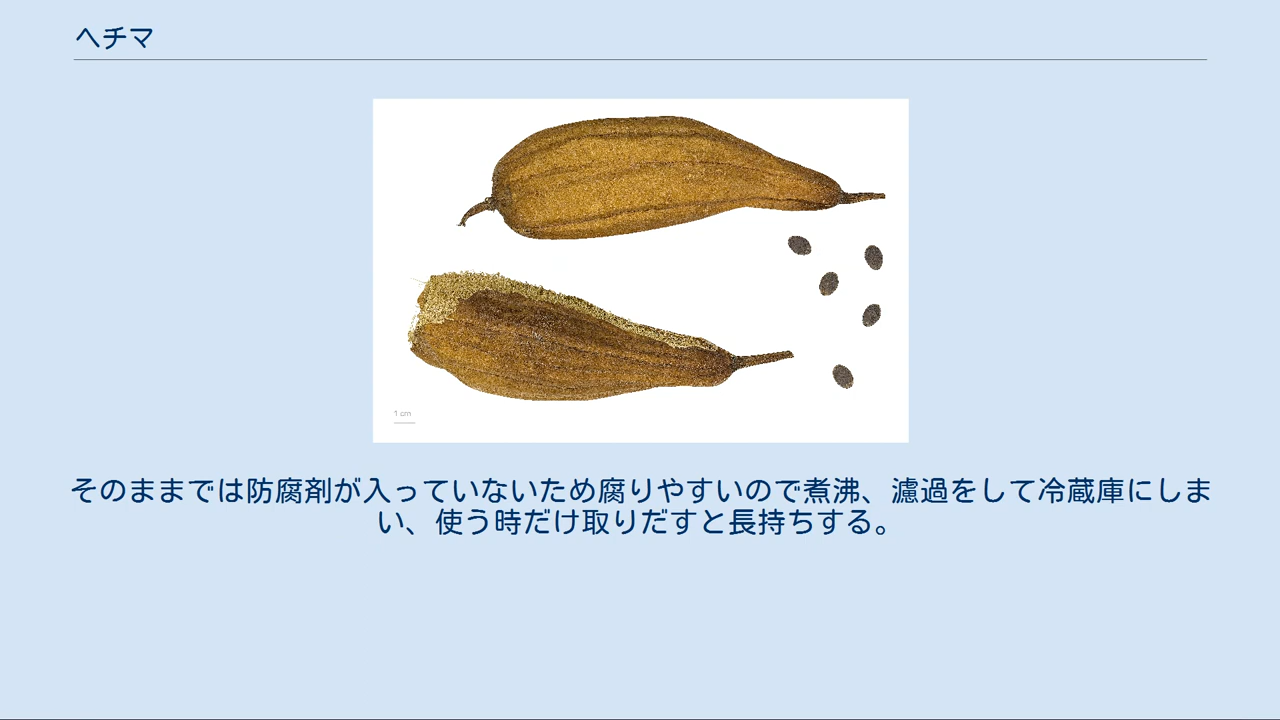 ヘチマ
1 cm
そのままでは防腐剤が入っていないため腐りやすいので煮沸、濾過をして冷蔵庫にしま
い、使う時だけ取りだすと長持ちする。